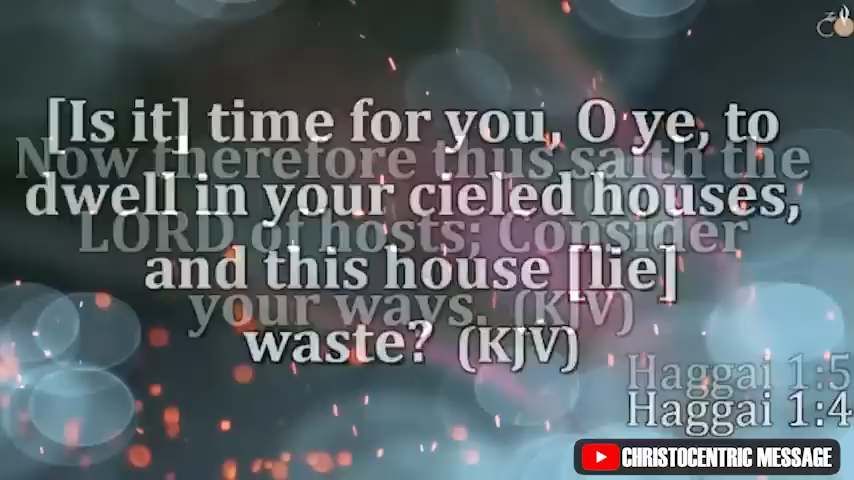 [Is it] time for you, O ye, to
dwell in your cieled houses,
and this house [lie]
waste? (KJV)
Haggai 1:4
Now therefore thus saith the
LORD of hosts; Consider
your ways. (KJV)
Haggai 1:5
CHRISTOCENTRIC MESSAGE